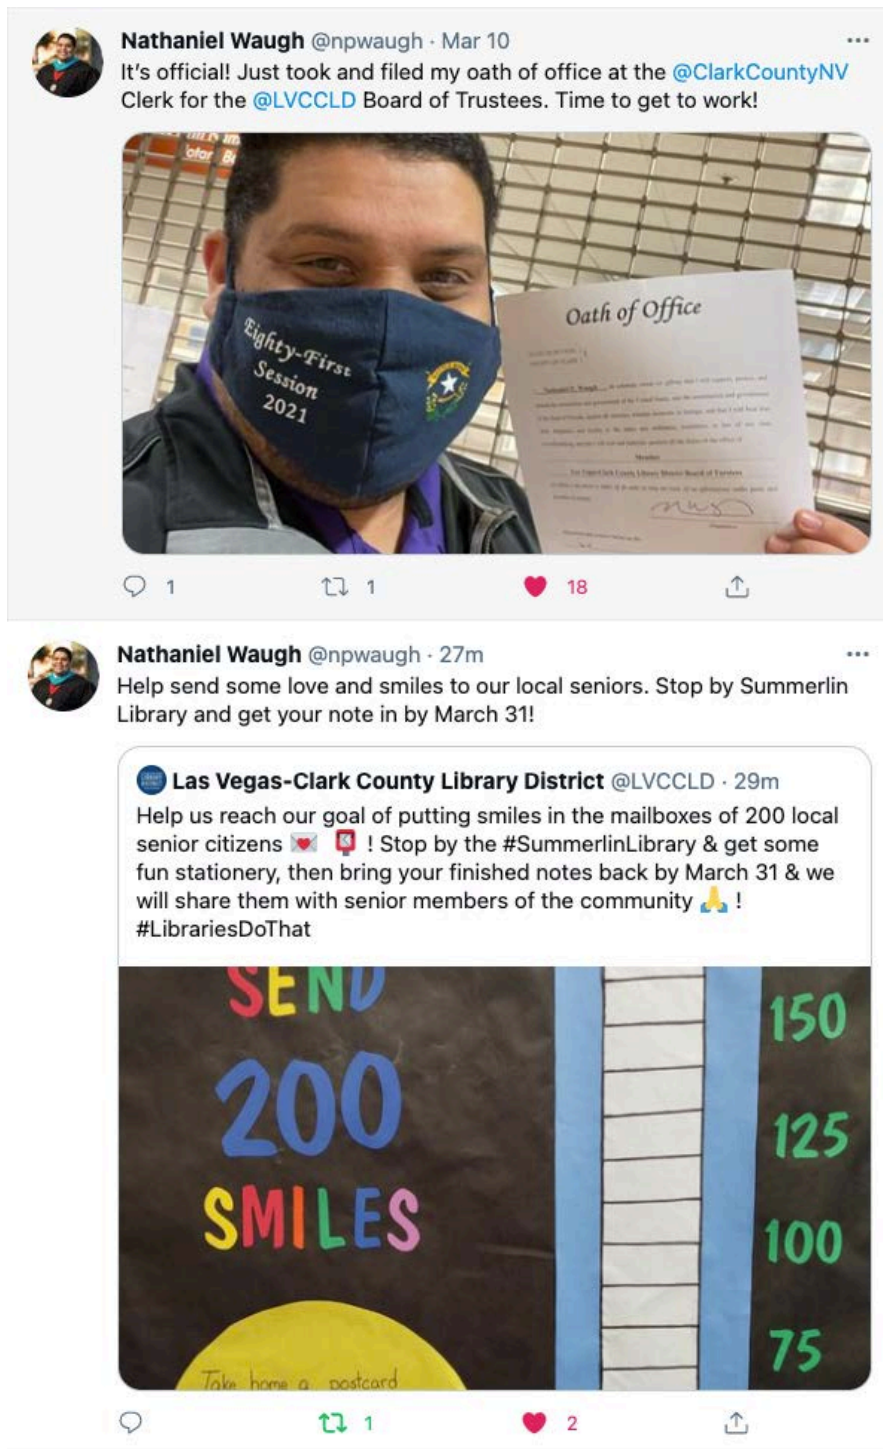 Nathaniel Waugh @npwaugh · Mar 10
It's official! Just took and filed my oath of office at the @ClarkCountyNV
Clerk for the @LVCCLD Board of Trustees. Time to get to work!
Eighty-First
Session
2021
Oath of Office
Member
1
1
18
Nathaniel Waugh @npwaugh · 27m
Help send some love and smiles to our local seniors. Stop by Summerlin
Library and get your note in by March 31!
Las Vegas-Clark County Library District @LVCCLD · 29m
Help us reach our goal of putting smiles in the mailboxes of 200 local
senior citizens 💌 📮 ! Stop by the #SummerlinLibrary & get some
fun stationery, then bring your finished notes back by March 31 & we
will share them with senior members of the community 🙏 !
#LibrariesDoThat
SEND
200
SMILES
150
125
100
75
Take home a postcard
1
2